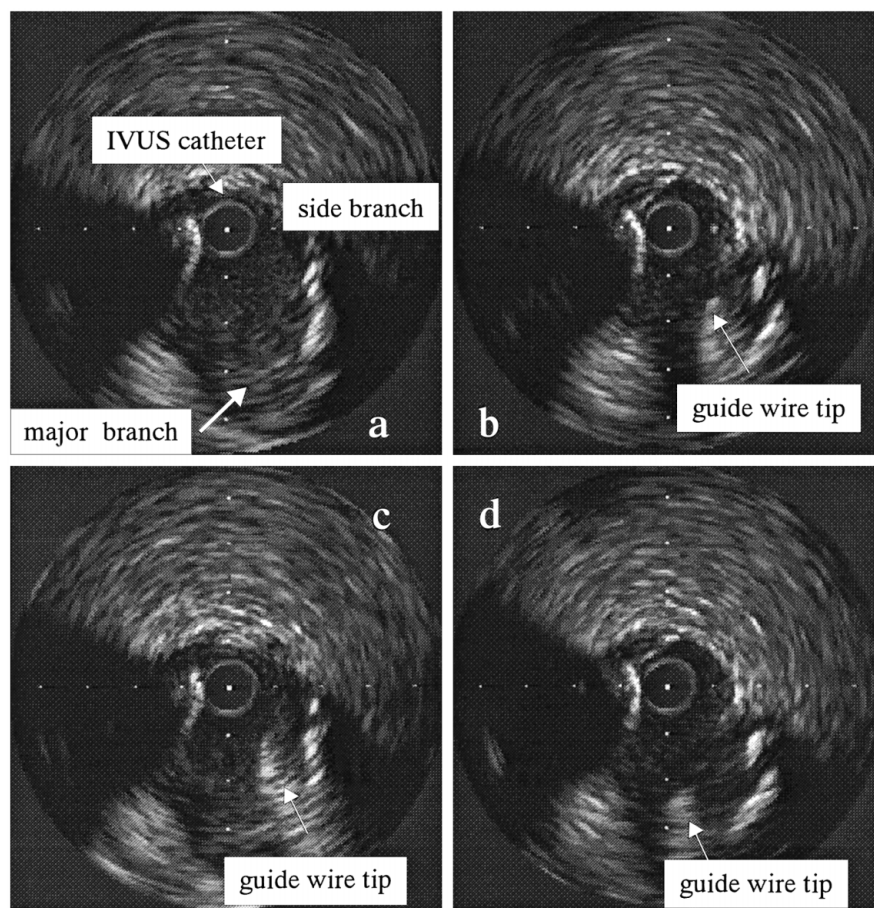 IVUS catheter
side branch
major branch
a
b
guide wire tip
c
d
guide wire tip
guide wire tip